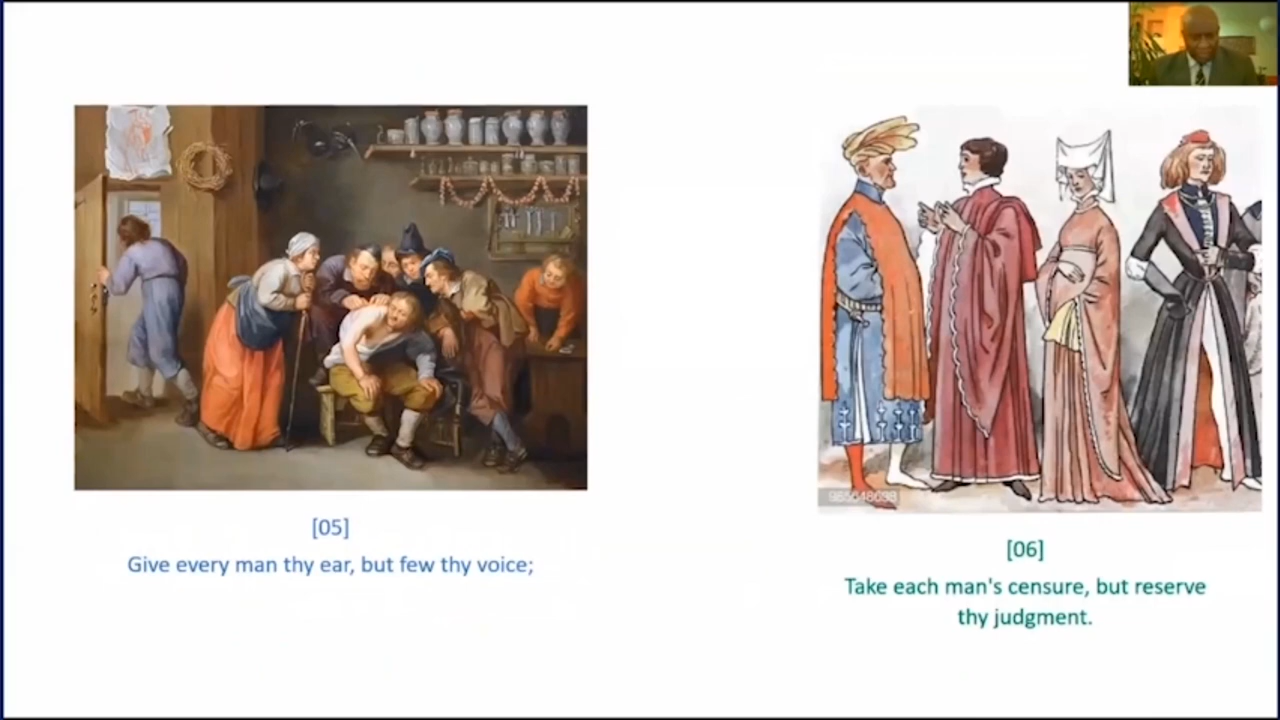 [05]
Give every man thy ear, but few thy voice;
[06]
Take each man's censure, but reserve
thy judgment.